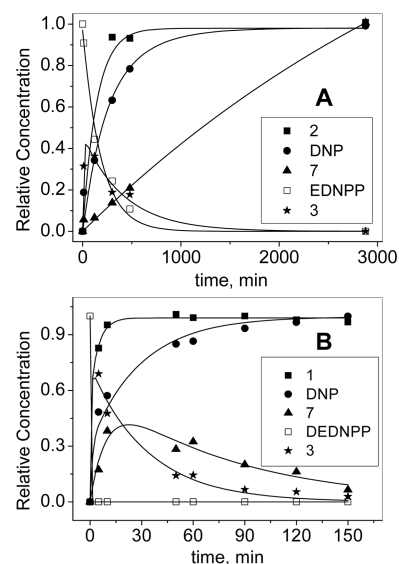 1.0
0.8
0.6
0.4
0.2
0.0
Relative Concentration
A
2
DNP
7
EDNPP
3
0
1000
2000
3000
time, min
0.9
0.6
0.3
0.0
Relative Concentration
B
1
DNP
7
DEDNPP
3
0
30
60
90
120
150
time, min